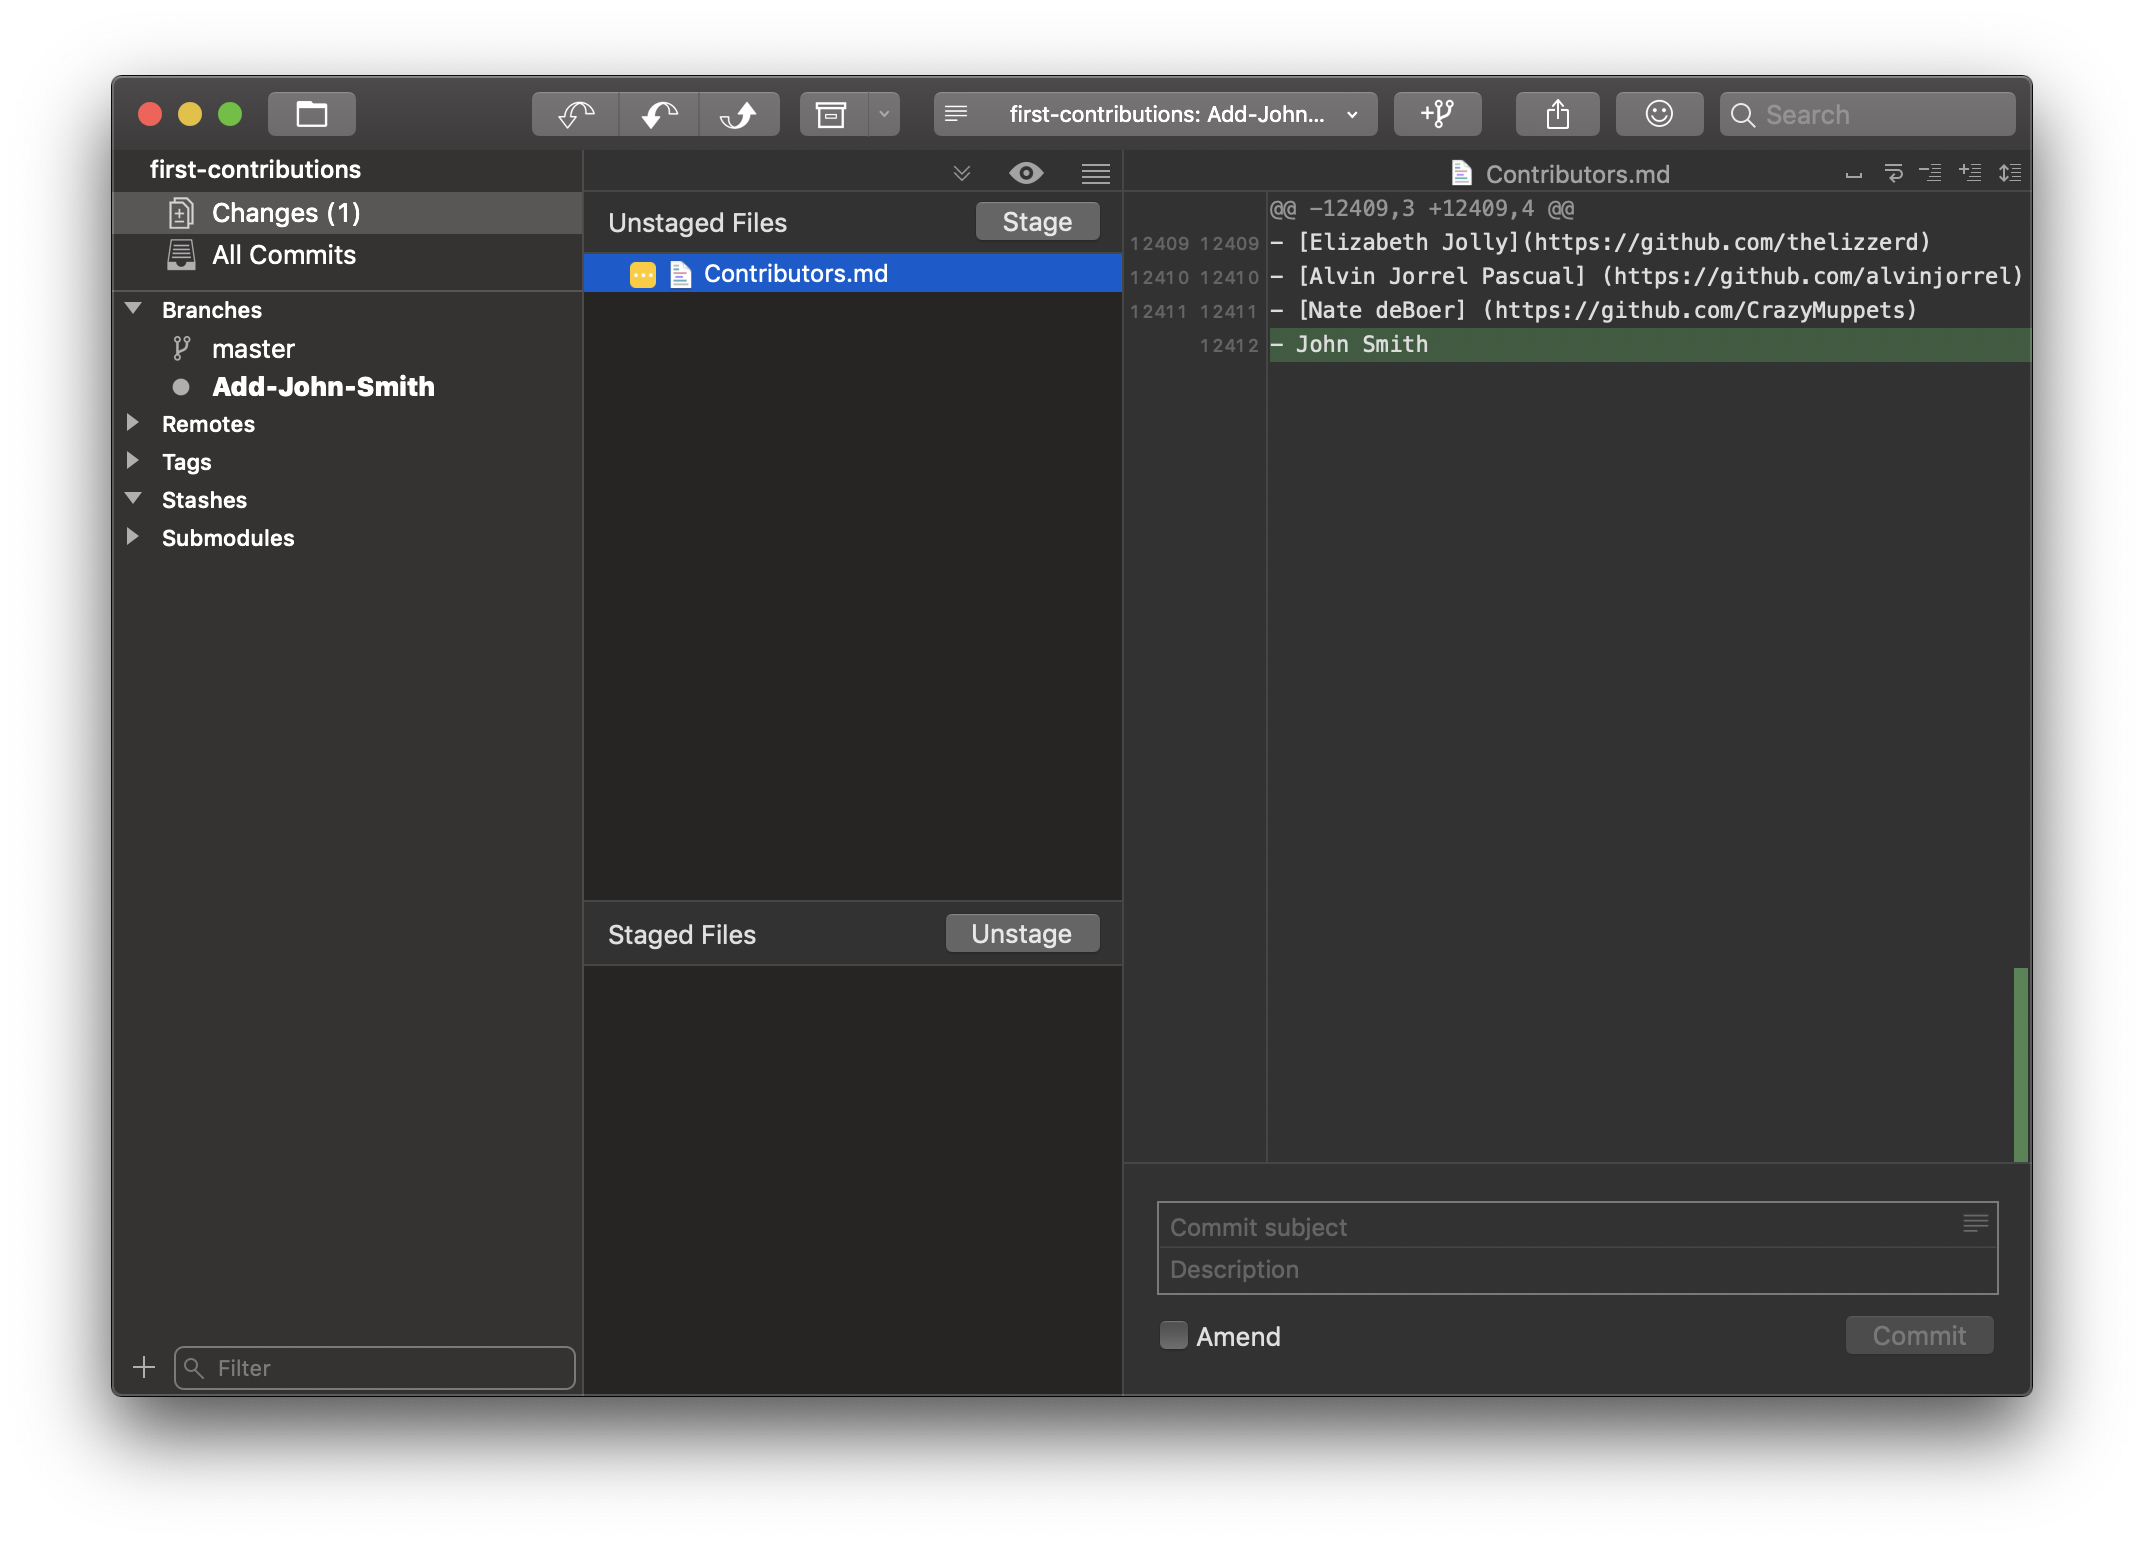 first-contributions: Add-John...
Search
first-contributions
Changes (1)
All Commits
Branches
master
Add-John-Smith
Remotes
Tags
Stashes
Submodules
Filter
Unstaged Files
Stage
Contributors.md
Staged Files
Unstage
Contributors.md
@@ -12409,3 +12409,4 @@
12409 12409 - [Elizabeth Jolly](https://github.com/thelizzerd)
12410 12410 - [Alvin Jorrel Pascual] (https://github.com/alvinjorrel)
12411 12411 - [Nate deBoer] (https://github.com/CrazyMuppets)
12412 - John Smith
Commit subject
Description
Amend
Commit